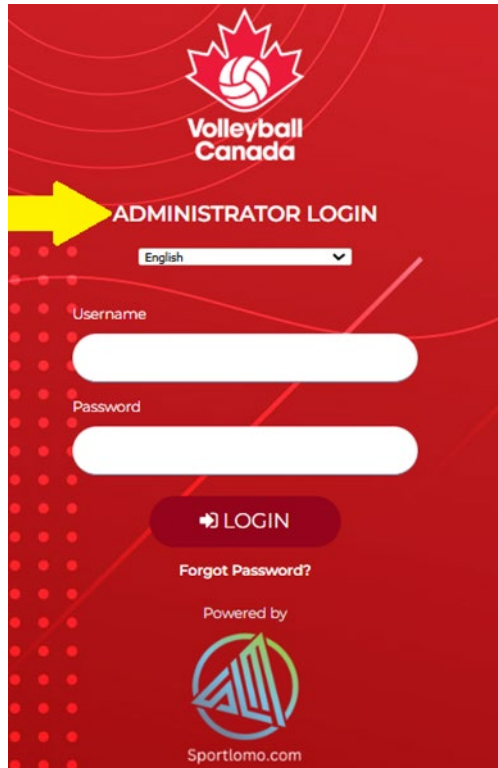 Volleyball
Canada
ADMINISTRATOR LOGIN
English
Username
Password
LOGIN
Forgot Password?
Powered by
Sportlomo.com